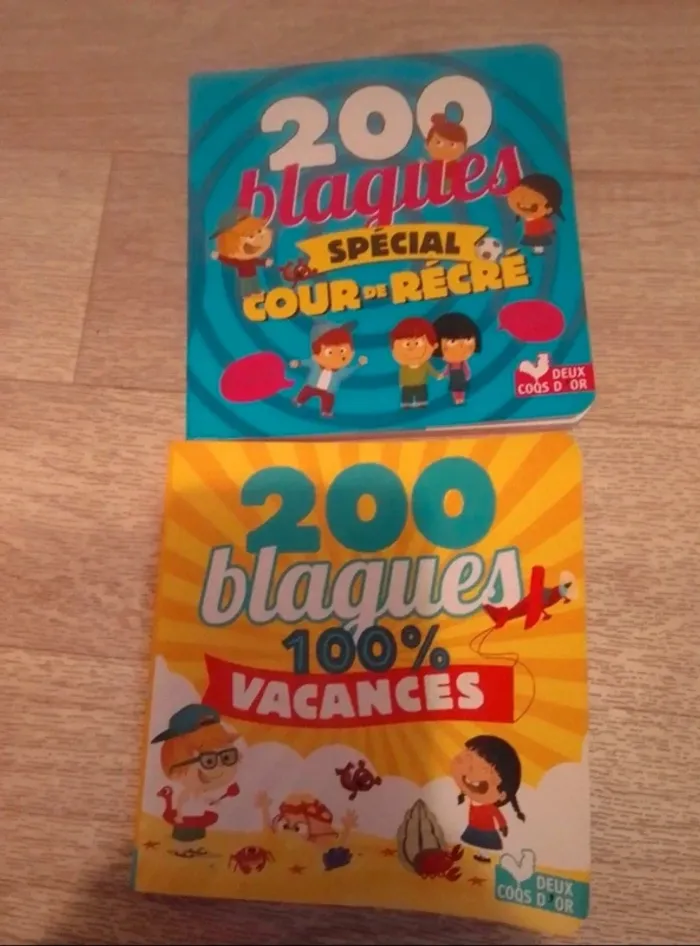 200
blagues
SPÉCIAL
COUR DE RÉCRÉ
DEUX
COQS D'OR
200
blagues
100%
VACANCES
DEUX
COQS D'OR